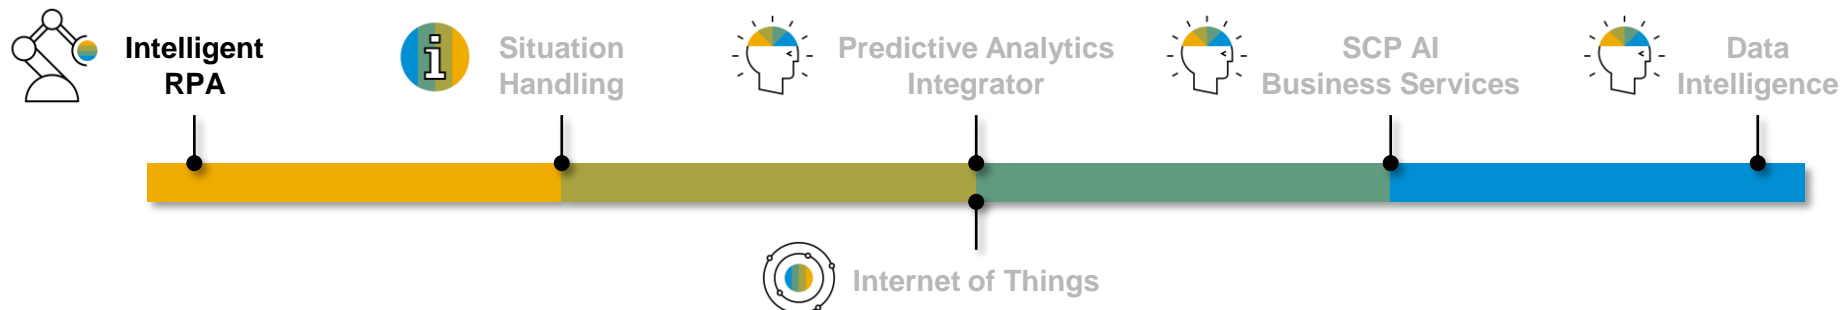 Intelligent
RPA
Situation
Handling
Predictive Analytics
Integrator
SCP AI
Business Services
Data
Intelligence
Internet of Things